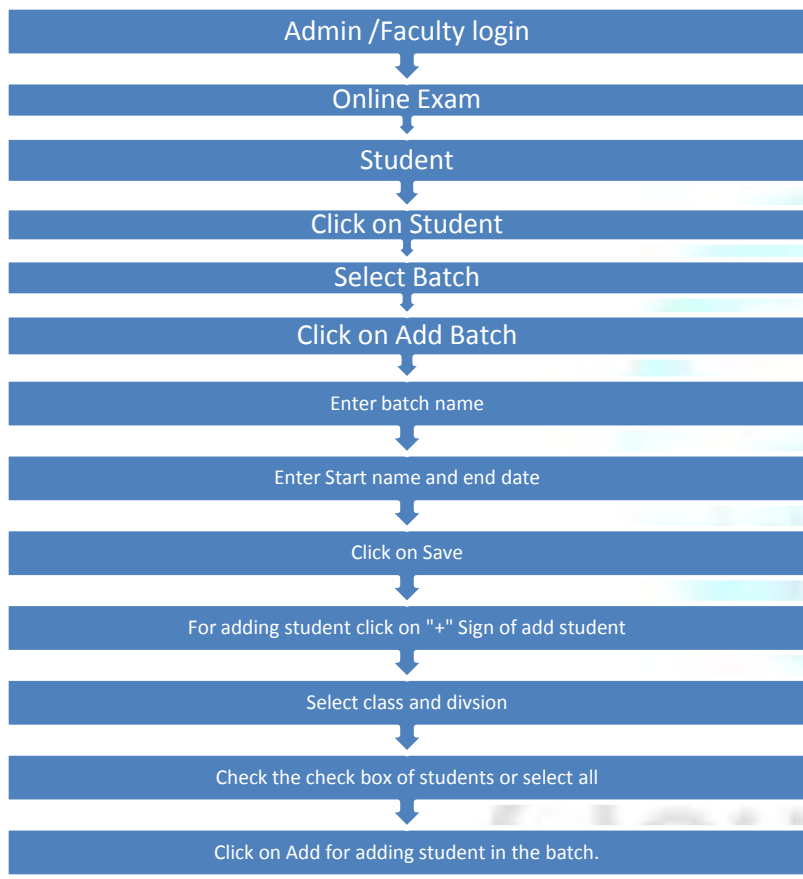 Admin /Faculty login
Online Exam
Student
Click on Student
Select Batch
Click on Add Batch
Enter batch name
Enter Start name and end date
Click on Save
For adding student click on "+" Sign of add student
Select class and divsion
Check the check box of students or select all
Click on Add for adding student in the batch.